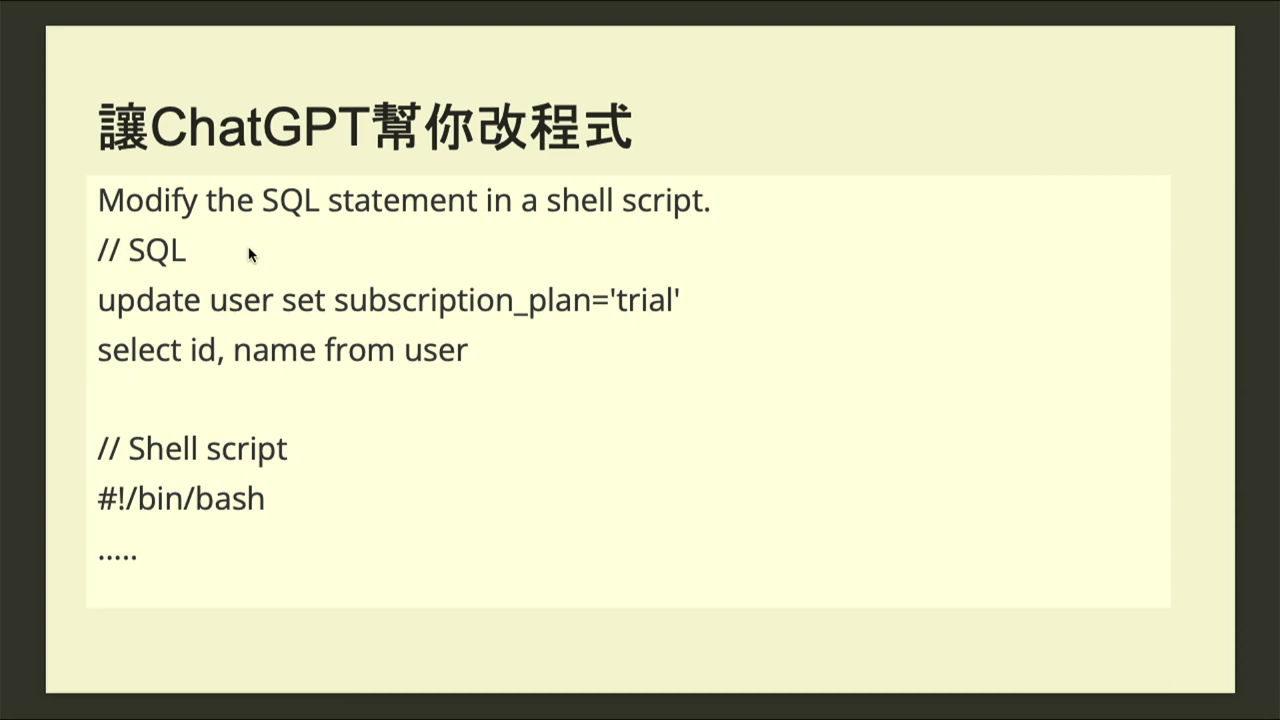 讓ChatGPT幫你改程式
Modify the SQL statement in a shell script.
// SQL
update user set subscription_plan='trial'
select id, name from user
// Shell script
#!/bin/bash
.....